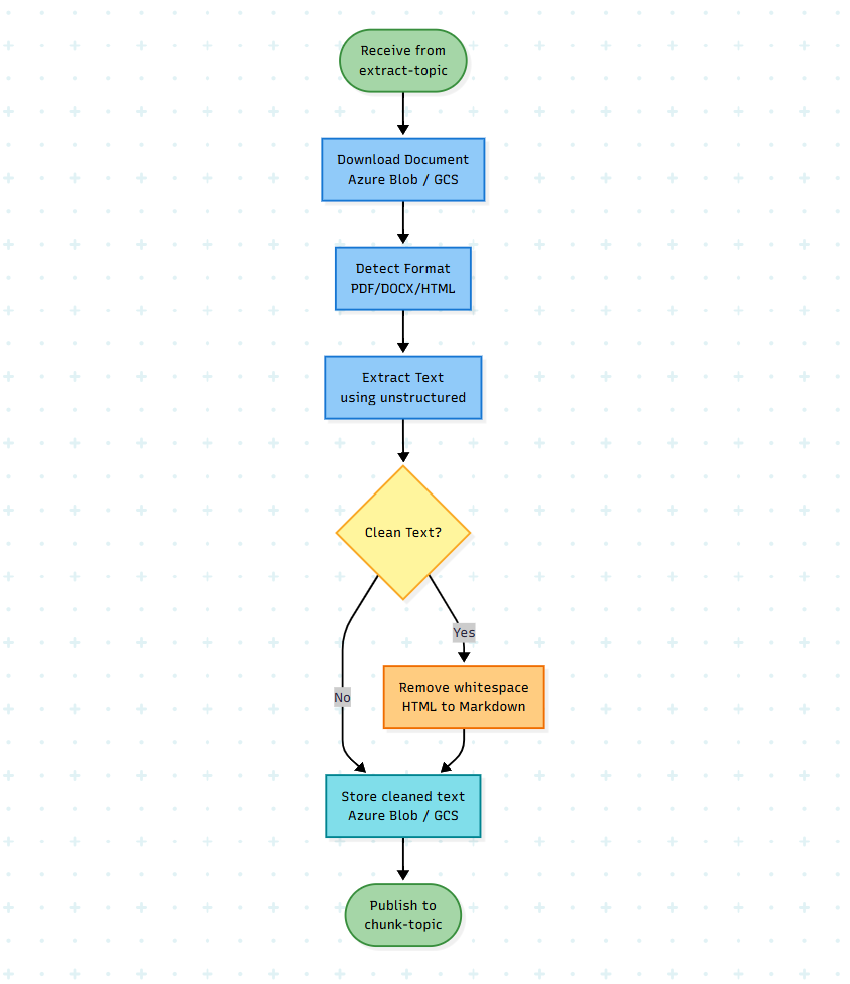 Receive from
extract-topic
Download Document
Azure Blob / GCS
Detect Format
PDF/DOCX/HTML
Extract Text
using unstructured
Clean Text?
Yes
Remove whitespace
HTML to Markdown
No
Store cleaned text
Azure Blob / GCS
Publish to
chunk-topic